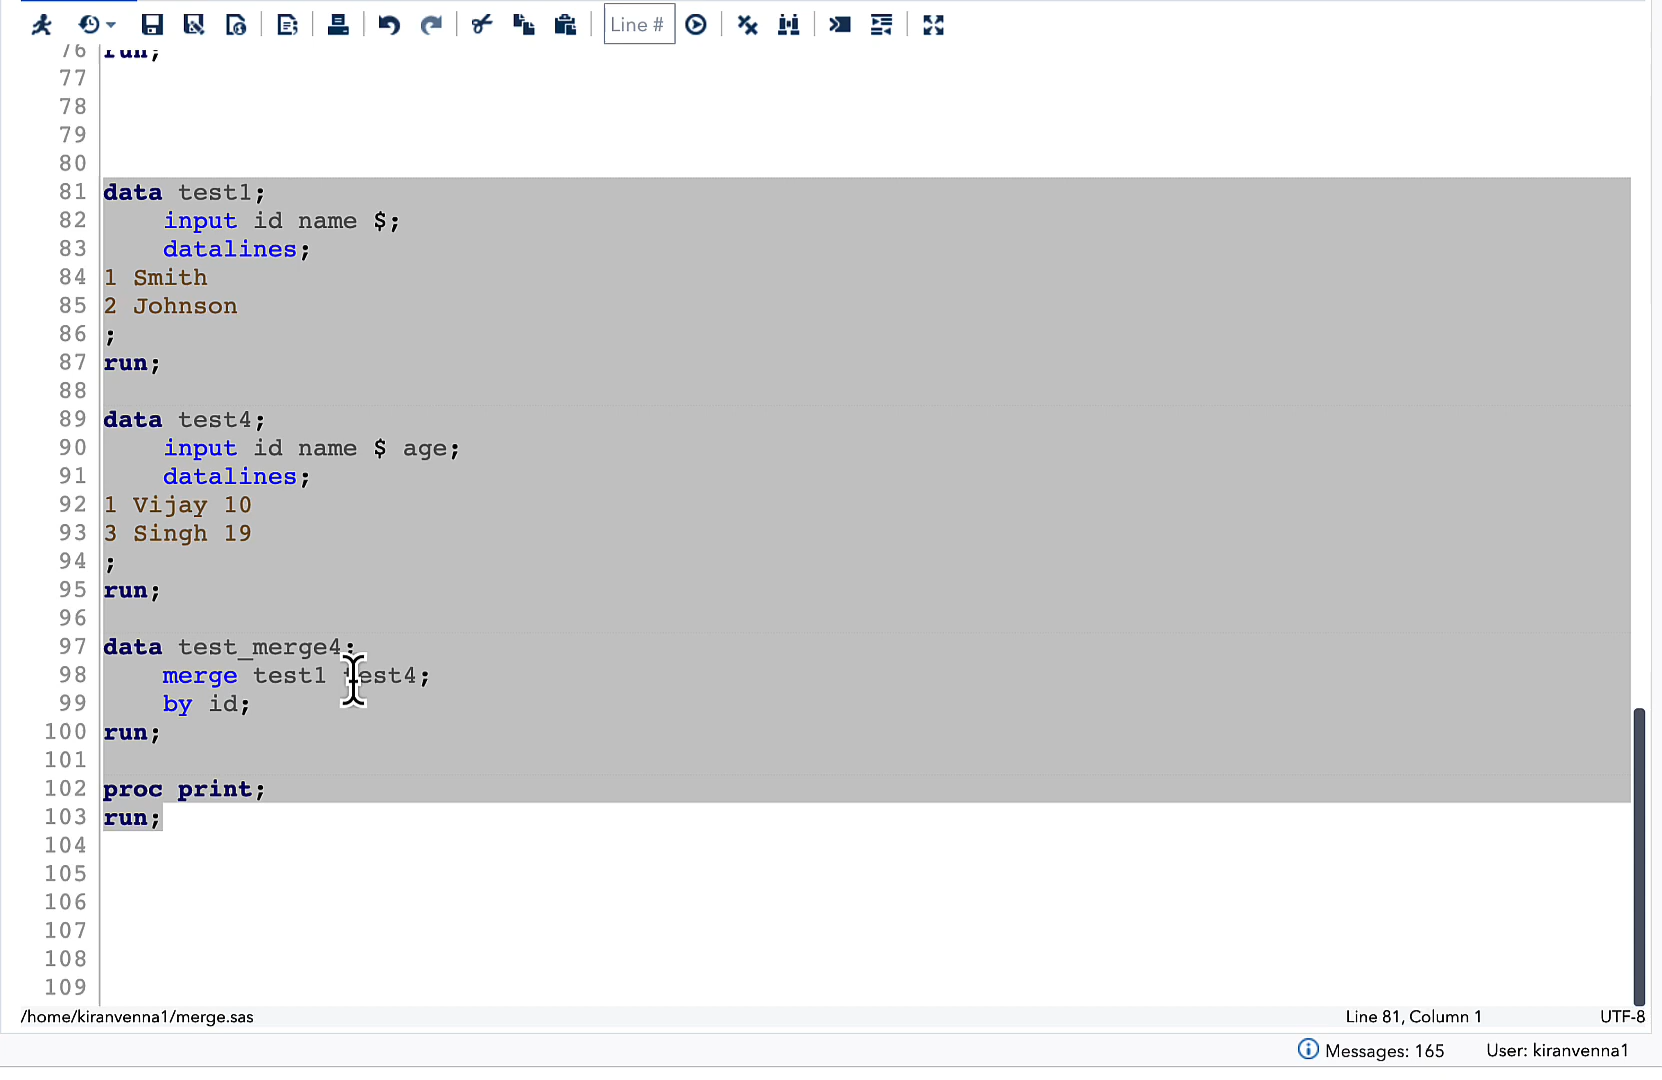 Line #
76 run;
77
78
79
80
81 data test1;
82 input id name $;
83 datalines;
84 1 Smith
85 2 Johnson
86 ;
87 run;
88
89 data test4;
90 input id name $ age;
91 datalines;
92 1 Vijay 10
93 3 Singh 19
94 ;
95 run;
96
97 data test_merge4;
98 merge test1 test4;
99 by id;
100 run;
101
102 proc print;
103 run;
104
105
106
107
108
109
/home/kiranvenna1/merge.sas Line 81, Column 1 UTF-8
Messages: 165 User: kiranvenna1